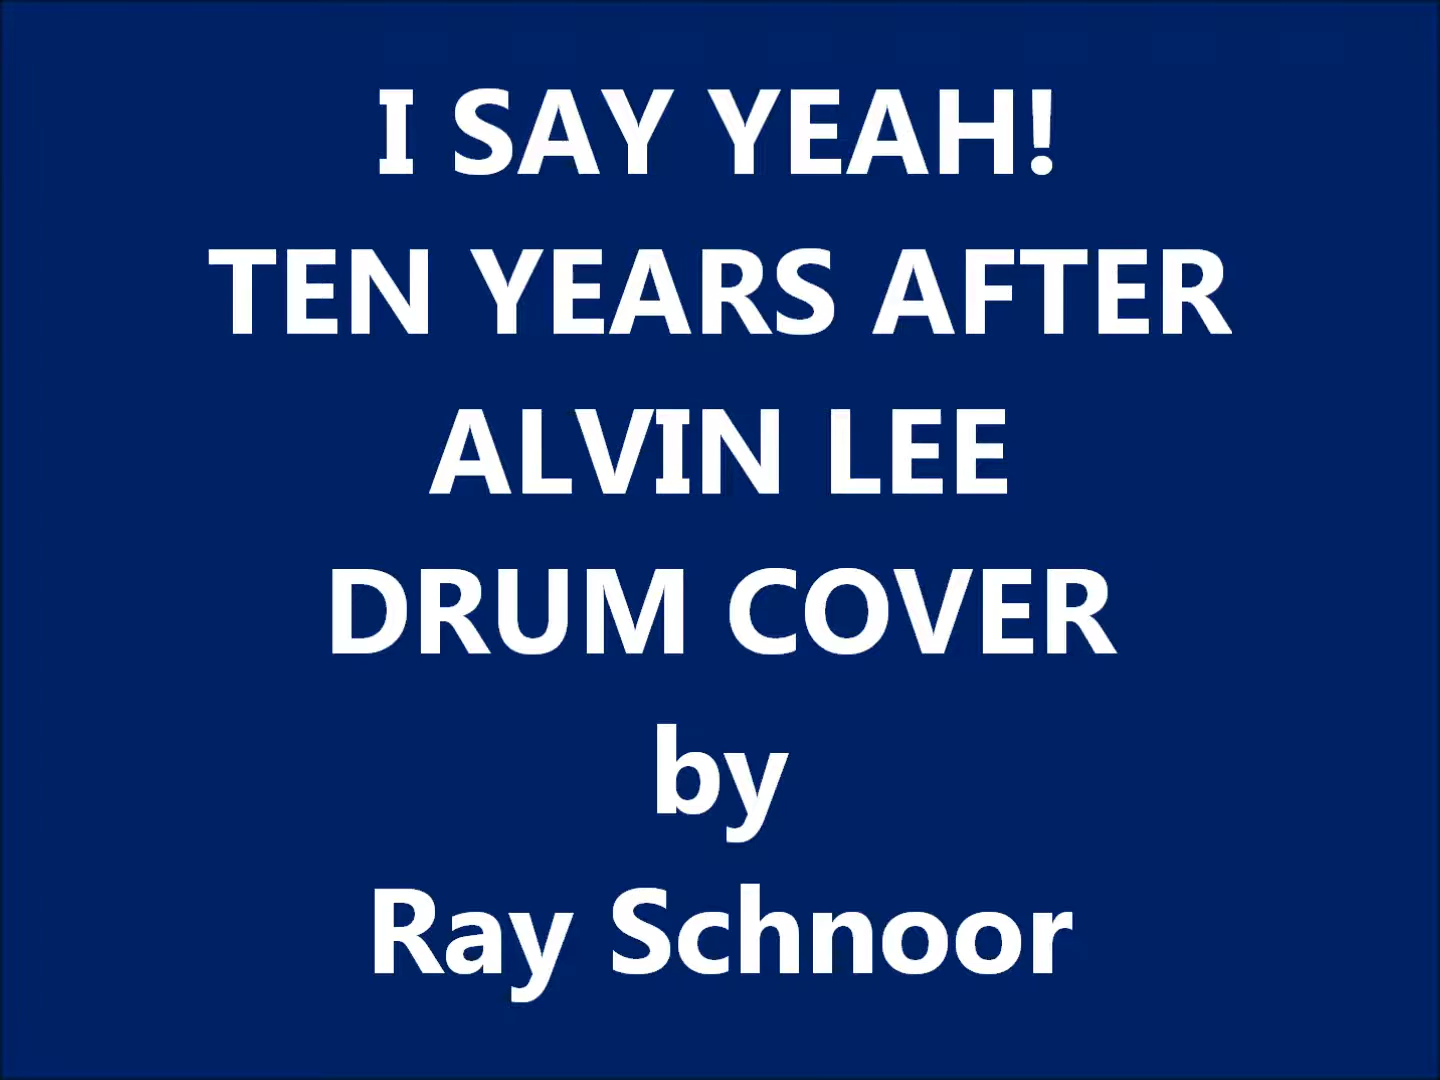 I SAY YEAH!
TEN YEARS AFTER
ALVIN LEE
DRUM COVER
by
Ray Schnoor